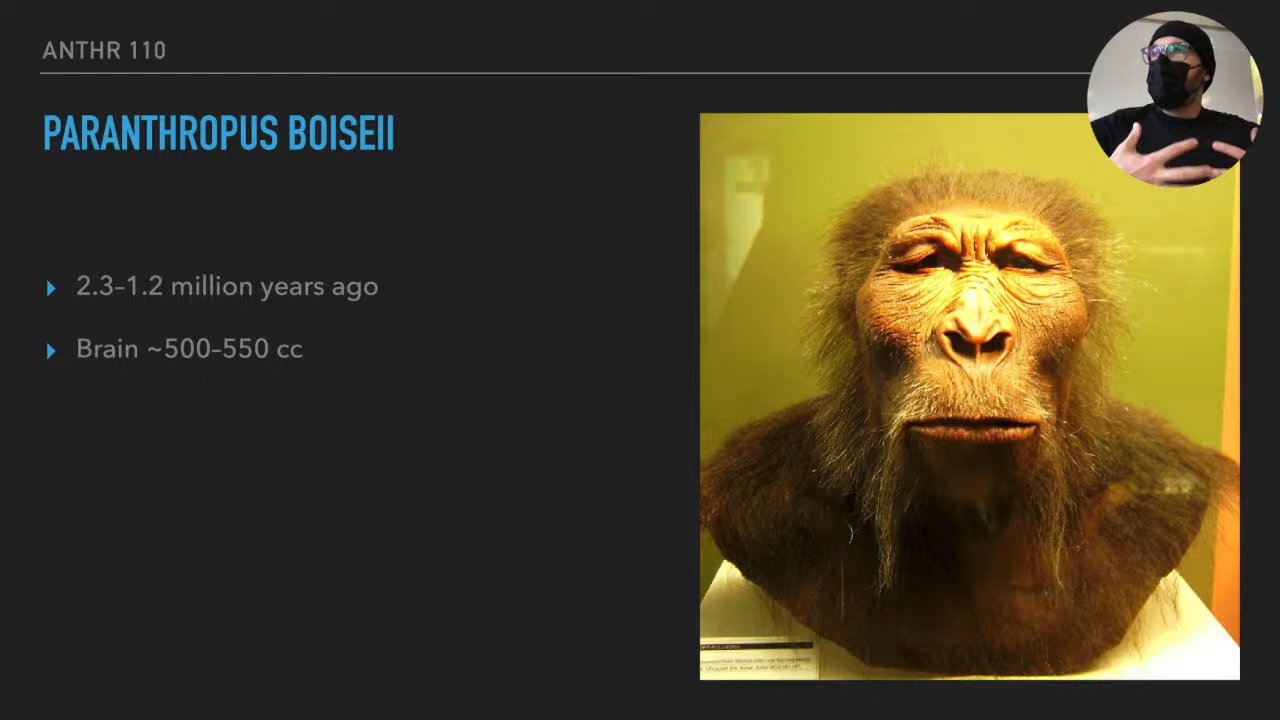 ANTHR 110
PARANTHROPUS BOISEII
2.3–1.2 million years ago
Brain ~500–550 cc